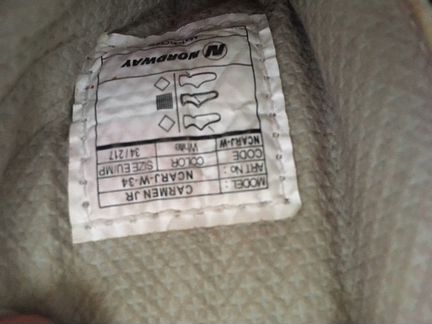 MODEL: CARMEN JR
ART No: NCARJ-W-34
CODE COLOR SIZE EU/MP
NCARJ-W White 34 / 217
NORDWAY